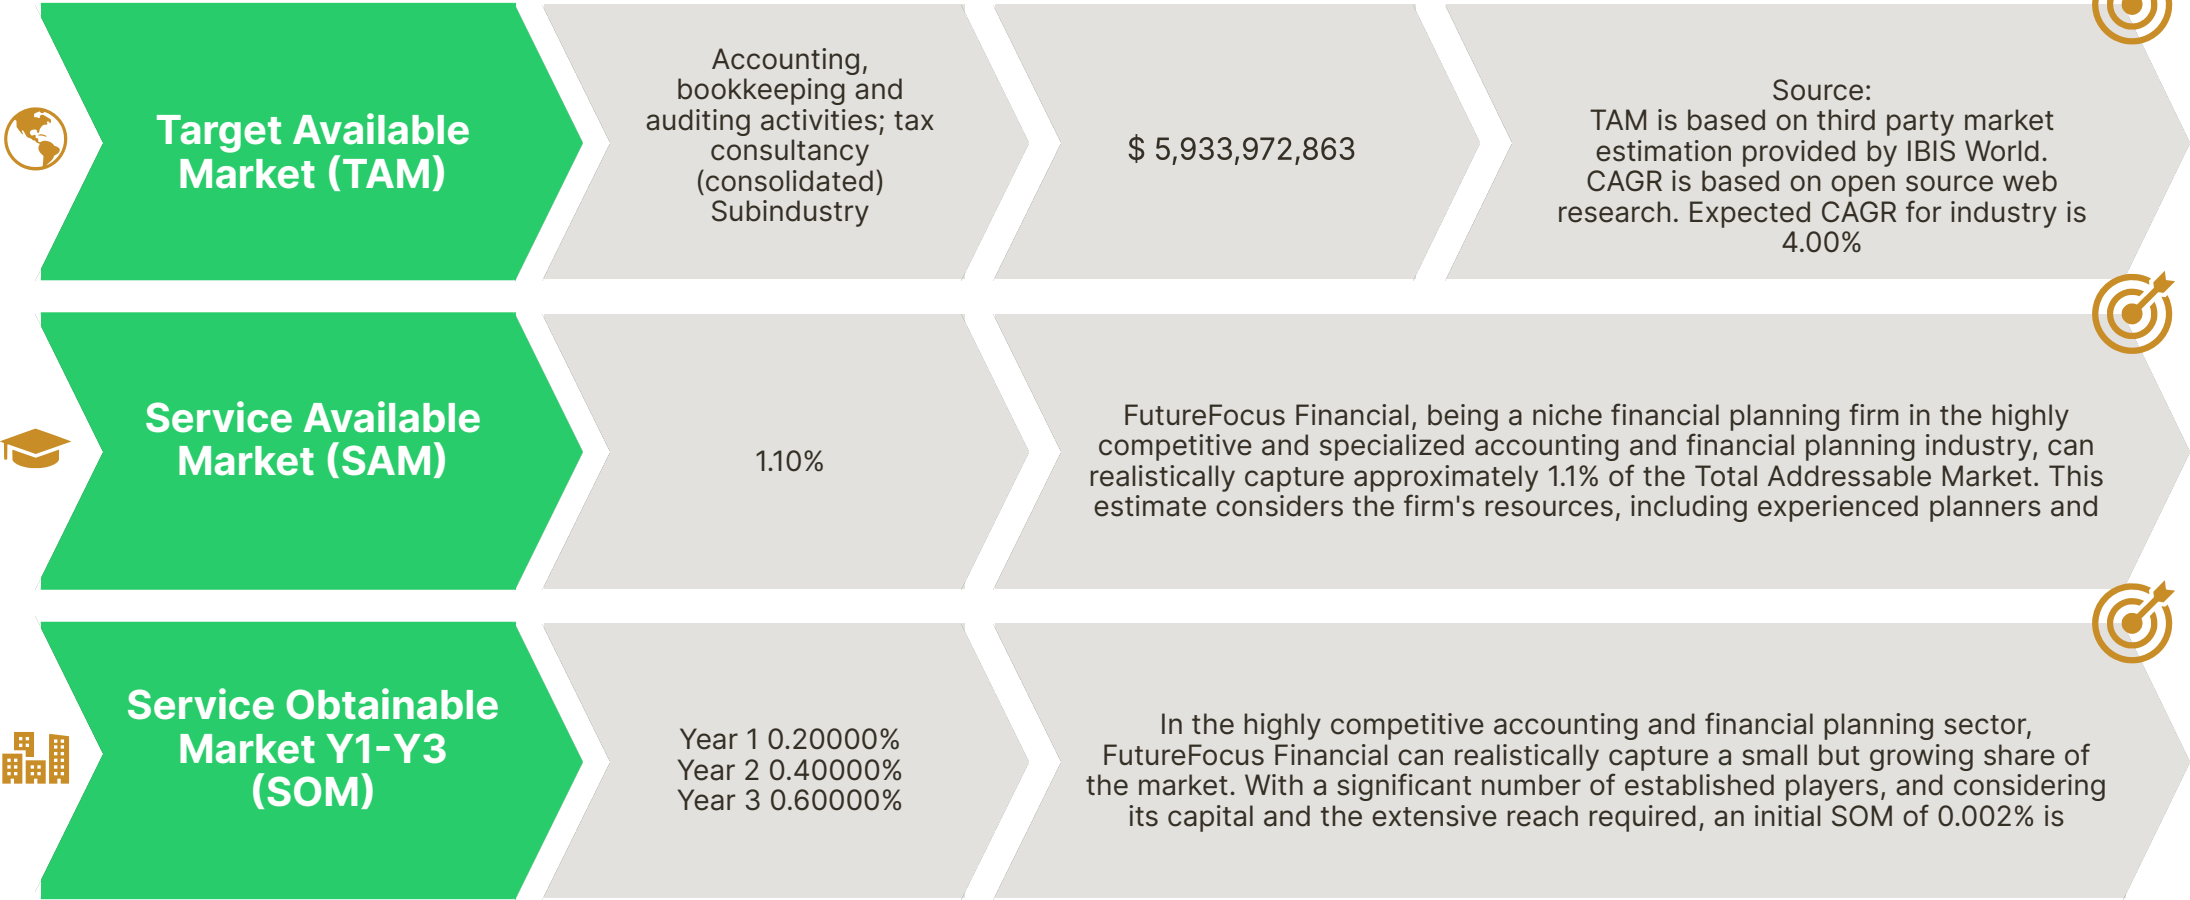 Target Available
Market (TAM)
Accounting,
bookkeeping and
auditing activities; tax
consultancy
(consolidated)
Subindustry
$ 5,933,972,863
Source:
TAM is based on third party market
estimation provided by IBIS World.
CAGR is based on open source web
research. Expected CAGR for industry is
4.00%
Service Available
Market (SAM)
1.10%
FutureFocus Financial, being a niche financial planning firm in the highly
competitive and specialized accounting and financial planning industry, can
realistically capture approximately 1.1% of the Total Addressable Market. This
estimate considers the firm's resources, including experienced planners and
Service Obtainable
Market Y1-Y3
(SOM)
Year 1 0.20000%
Year 2 0.40000%
Year 3 0.60000%
In the highly competitive accounting and financial planning sector,
FutureFocus Financial can realistically capture a small but growing share of
the market. With a significant number of established players, and considering
its capital and the extensive reach required, an initial SOM of 0.002% is